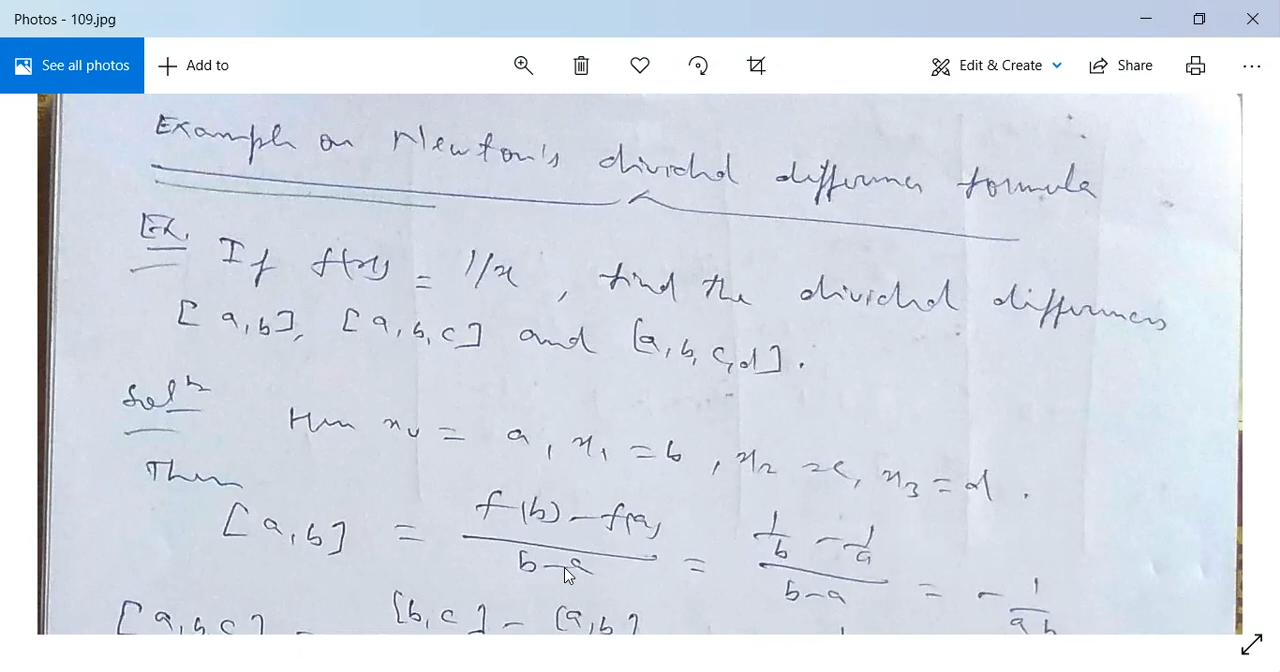 Photos - 109.jpg
See all photos
Add to
Edit & Create
Share
Example on Newton's divided difference formula
Ex. If f(x) = 1/x, find the divided differences
[a,b], [a,b,c] and [a,b,c,d].
Solⁿ Here x₀ = a, x₁ = b, x₂ = c, x₃ = d.
Then
[a,b] = (f(b) - f(a))/(b-a) = (1/b - 1/a)/(b-a) = - 1/ab
[a,b,c] = [b,c] - [a,b]